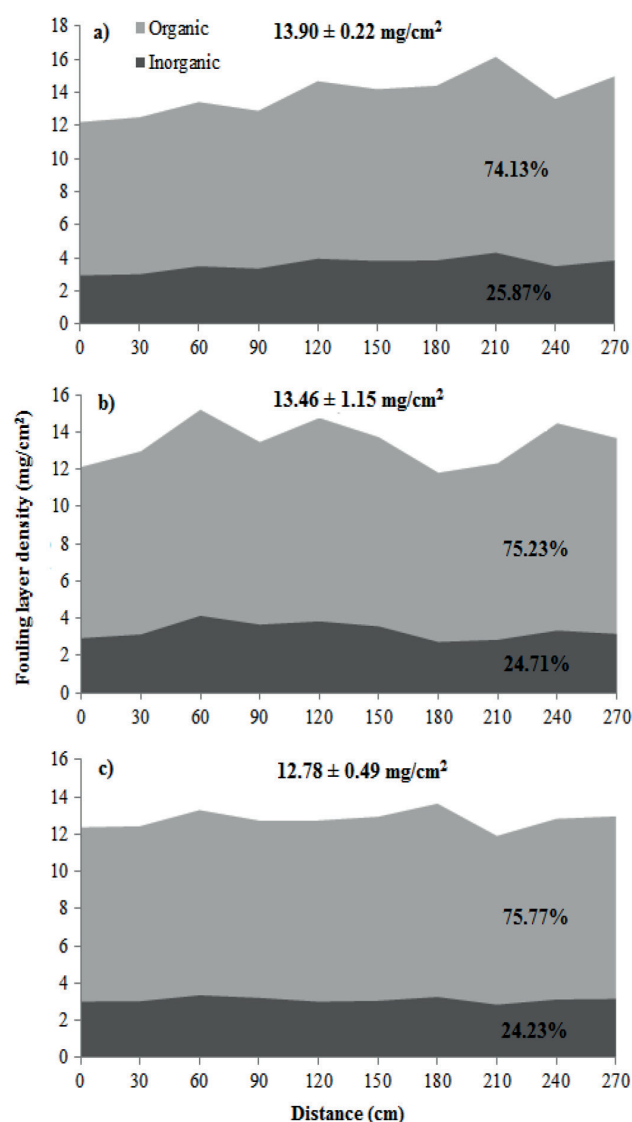 a)
Organic
Inorganic
13.90 ± 0.22 mg/cm²
18
16
14
12
10
8
6
4
2
0
74.13%
25.87%
0 30 60 90 120 150 180 210 240 270
b)
13.46 ± 1.15 mg/cm²
16
14
12
10
8
6
4
2
0
75.23%
24.71%
0 30 60 90 120 150 180 210 240 270
Fouling layer density (mg/cm²)
c)
12.78 ± 0.49 mg/cm²
16
14
12
10
8
6
4
2
0
75.77%
24.23%
0 30 60 90 120 150 180 210 240 270
Distance (cm)